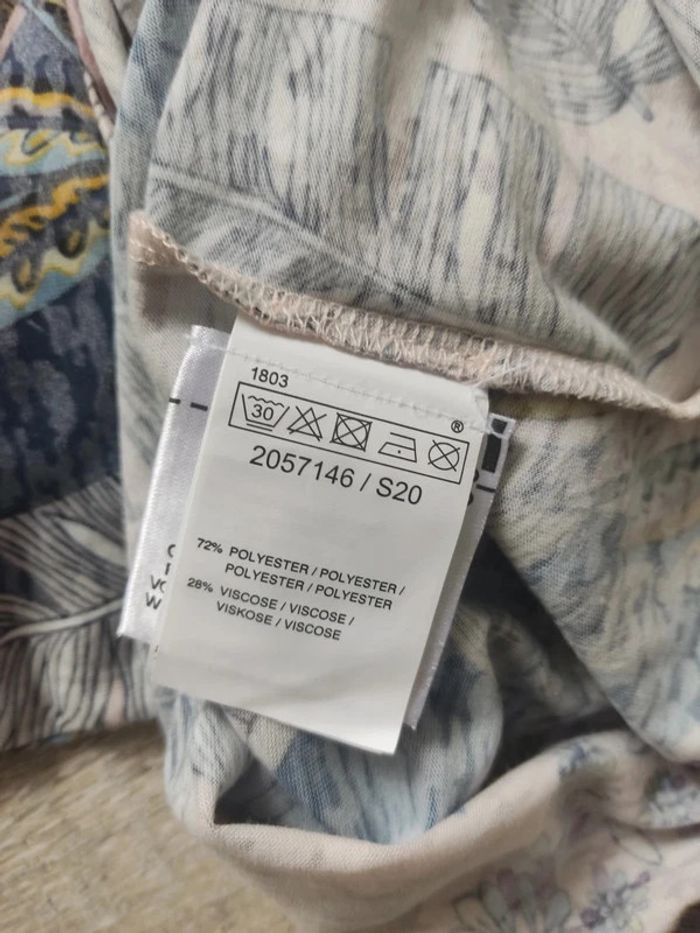 1803
30
®
2057146 / S20
72% POLYESTER / POLYESTER /
POLYESTER / POLYESTER
28% VISCOSE / VISCOSE /
VISKOSE / VISCOSE